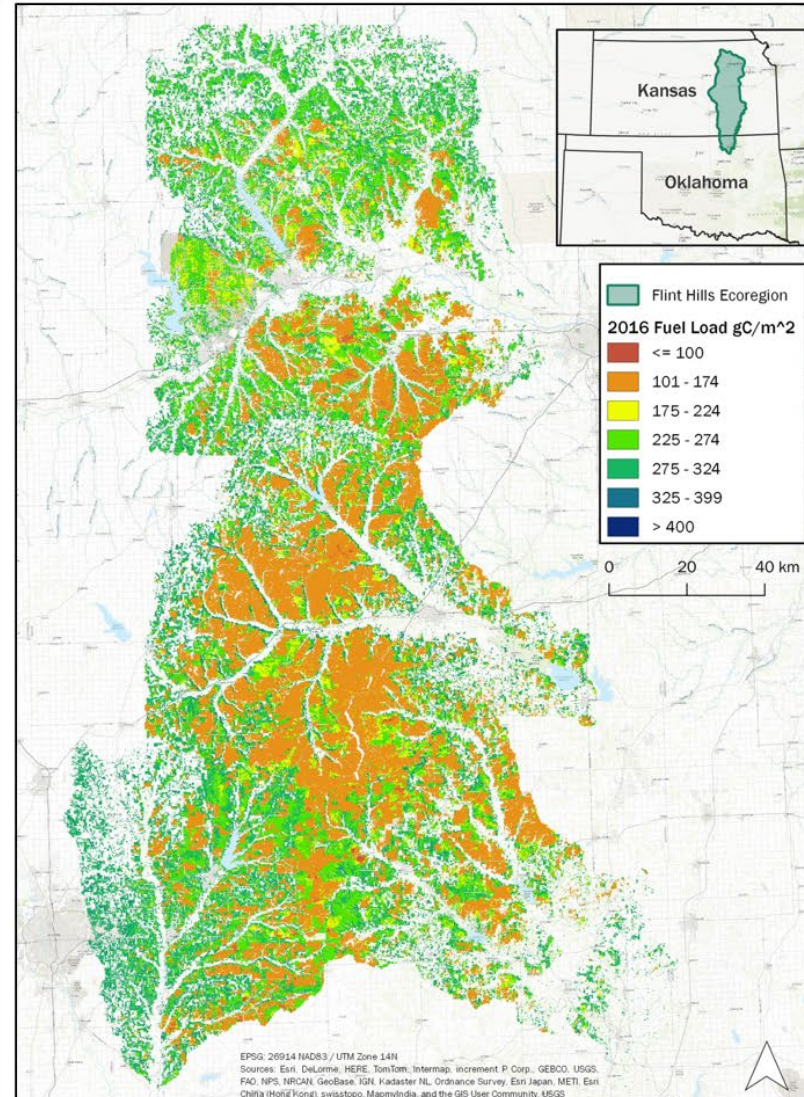 Kansas
Oklahoma
Flint Hills Ecoregion
2016 Fuel Load gC/m^2
<= 100
101 - 174
175 - 224
225 - 274
275 - 324
325 - 399
> 400
0 20 40 km
EPSG: 26914 NAD83 / UTM Zone 14N
Sources: Esri, DeLorme, HERE, TomTom, Intermap, increment P Corp., GEBCO, USGS,
FAO, NPS, NRCAN, GeoBase, IGN, Kadaster NL, Ordnance Survey, Esri Japan, METI, Esri
China (Hong Kong), swisstopo, MapmyIndia, and the GIS User Community, USGS